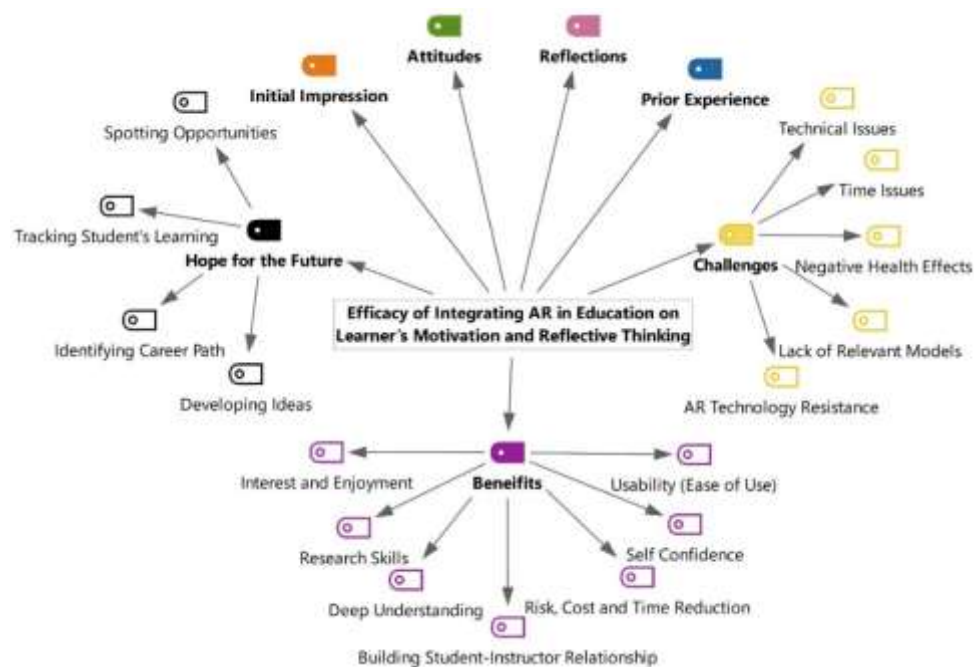 Attitudes
Reflections
Initial Impression
Prior Experience
Spotting Opportunities
Technical Issues
Time Issues
Tracking Student's Learning
Hope for the Future
Challenges
Negative Health Effects
Efficacy of Integrating AR in Education on
Learner's Motivation and Reflective Thinking
Identifying Career Path
Lack of Relevant Models
Developing Ideas
AR Technology Resistance
Interest and Enjoyment
Beneifits
Usability (Ease of Use)
Research Skills
Self Confidence
Deep Understanding
Risk, Cost and Time Reduction
Building Student-Instructor Relationship